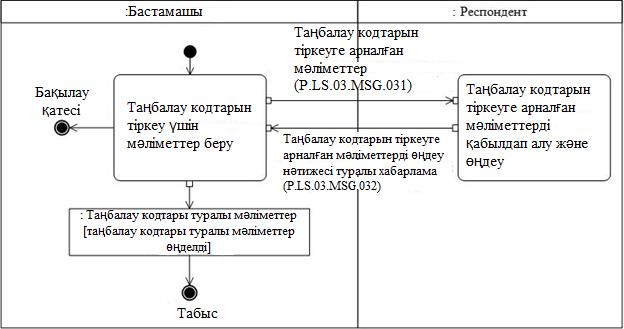 :Бастамашы
: Респондент
Таңбалау кодтарын
тіркеуге арналған
мәліметтер
(P.LS.03.MSG.031)
Бақылау
қатесі
Таңбалау кодтарын
тіркеу үшін
мәліметтер беру
Таңбалау кодтарын
тіркеуге арналған
мәліметтерді
қабылдап алу және
өңдеу
Таңбалау кодтарын тіркеуге
арналған мәліметтерді өңдеу
нәтижесі туралы хабарлама
(P.LS.03.MSG.032)
: Таңбалау кодтары туралы мәліметтер
[таңбалау кодтары туралы мәліметтер
өңделді]
Табыс